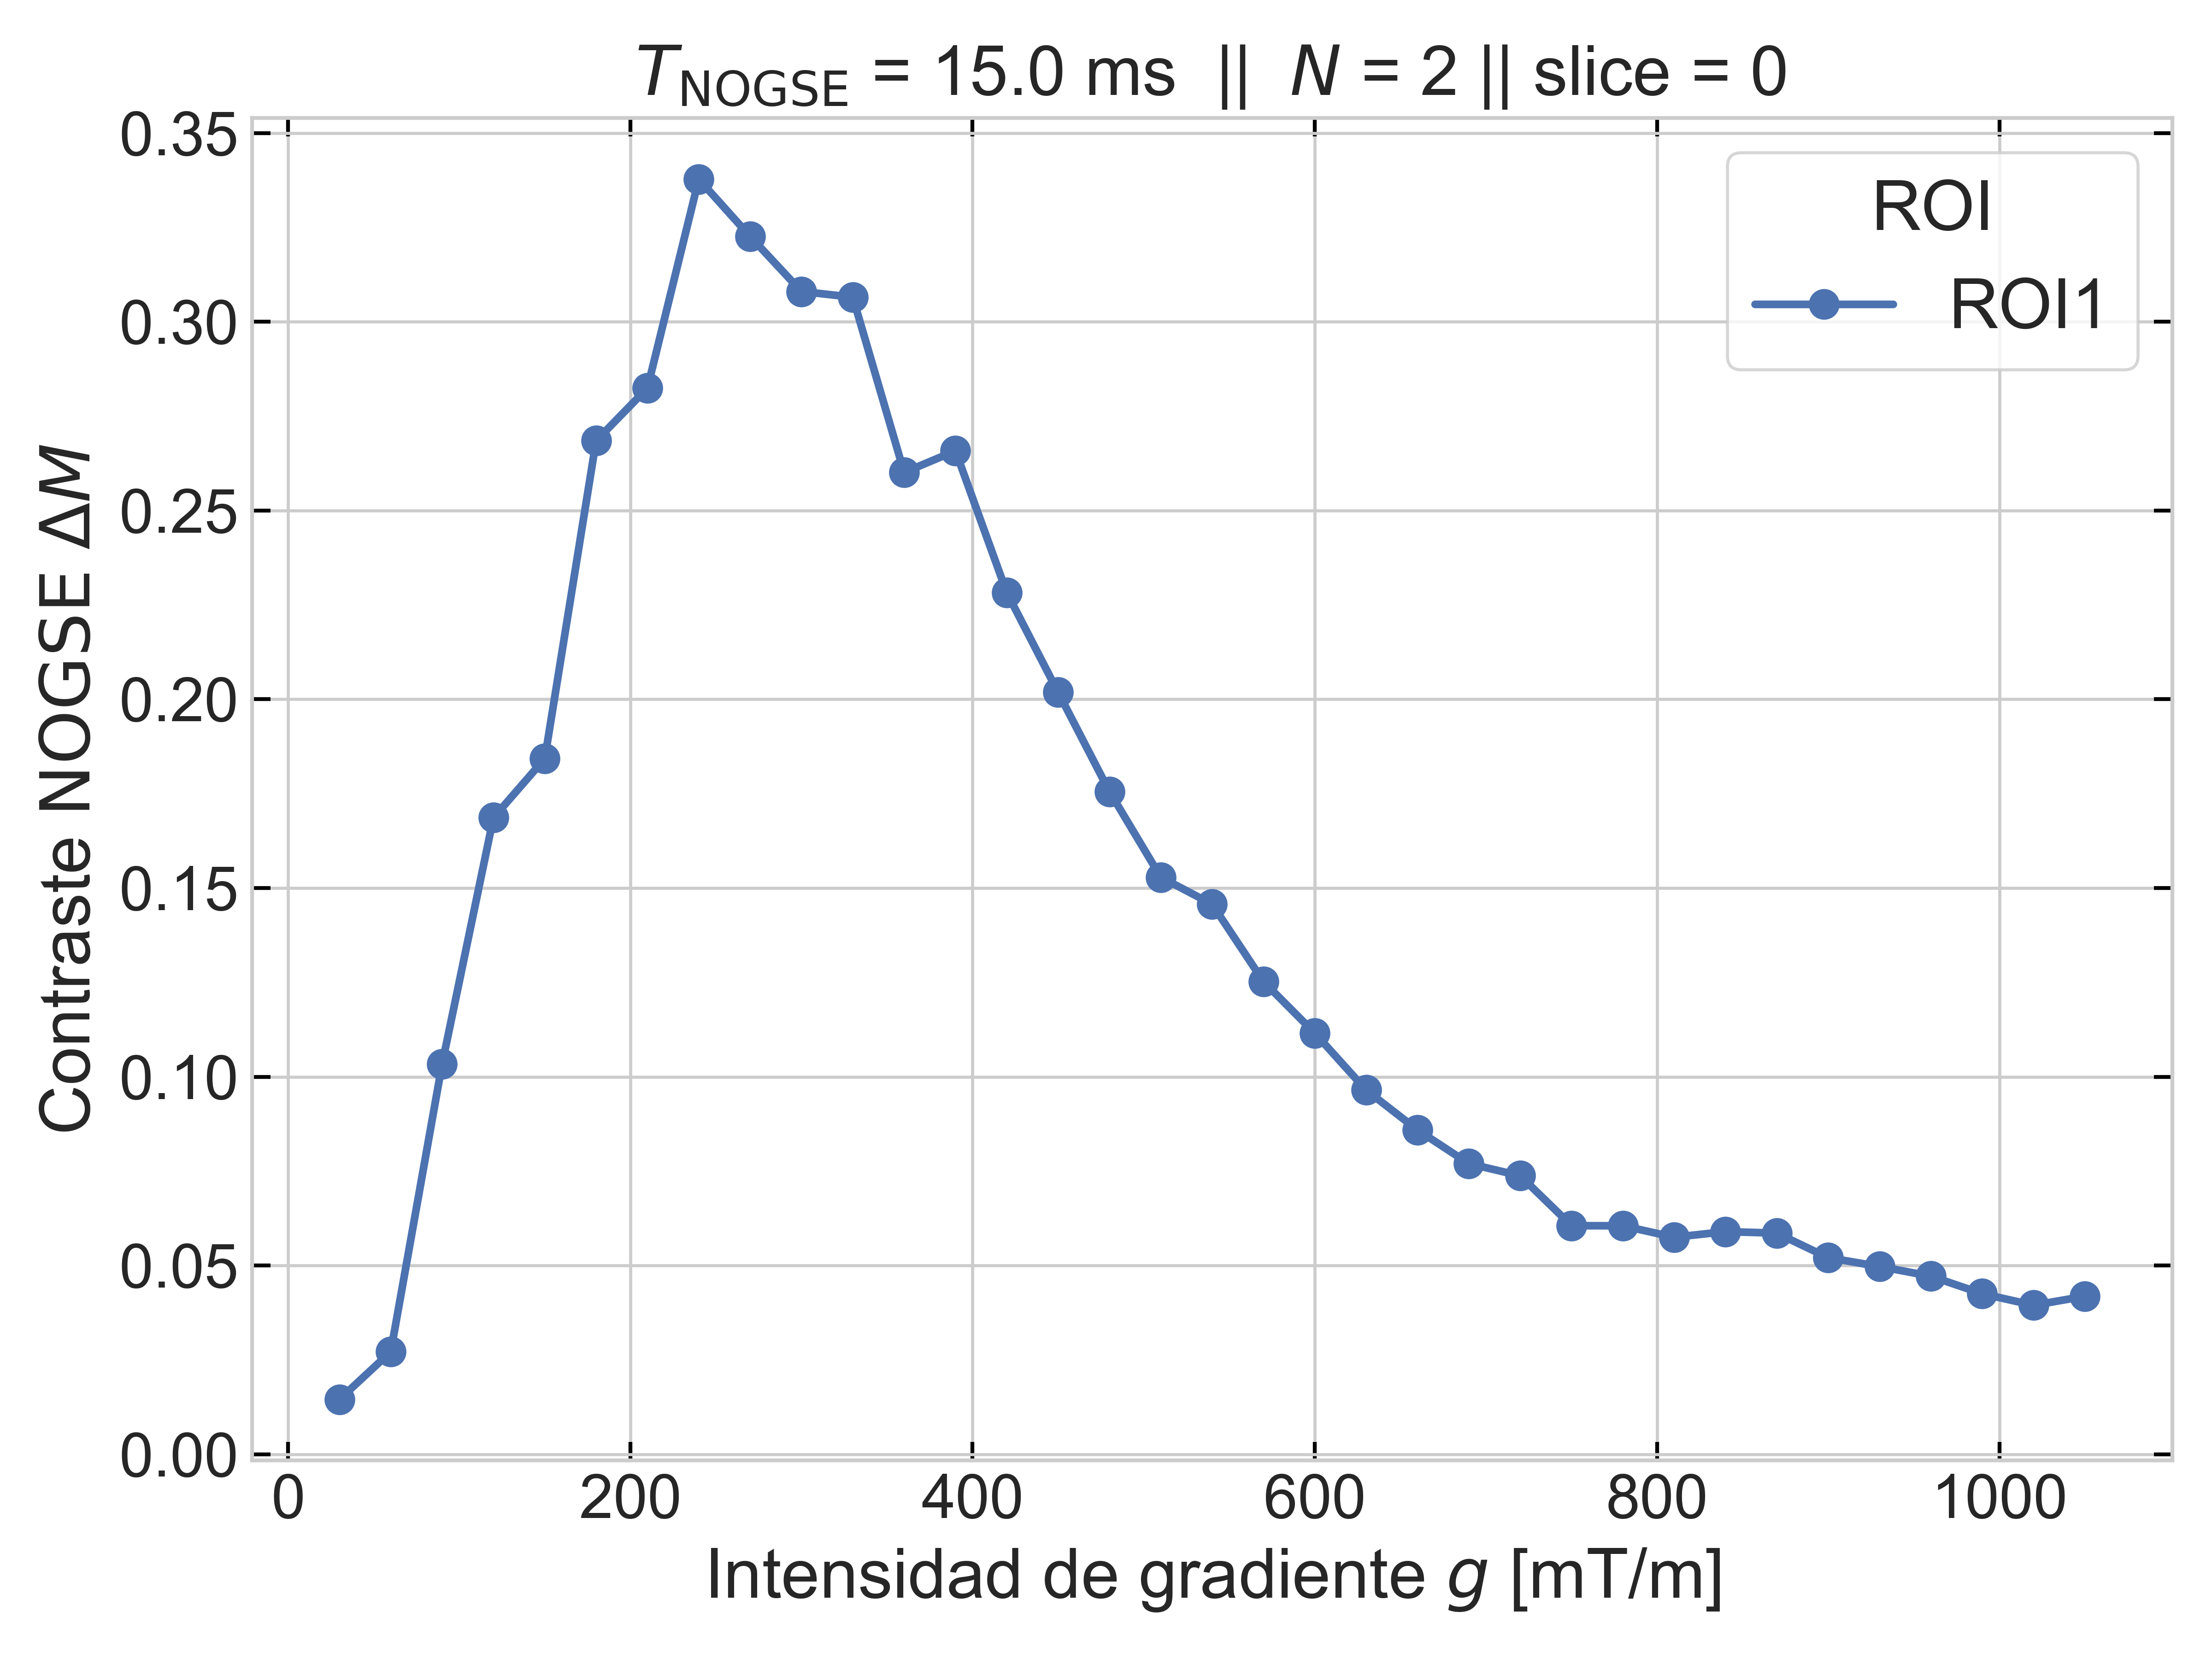 T_NOGSE = 15.0 ms || N = 2 || slice = 0
0.35
0.30
0.25
0.20
0.15
0.10
0.05
0.00
Contraste NOGSE ΔM
ROI
ROI1
0 200 400 600 800 1000
Intensidad de gradiente g [mT/m]